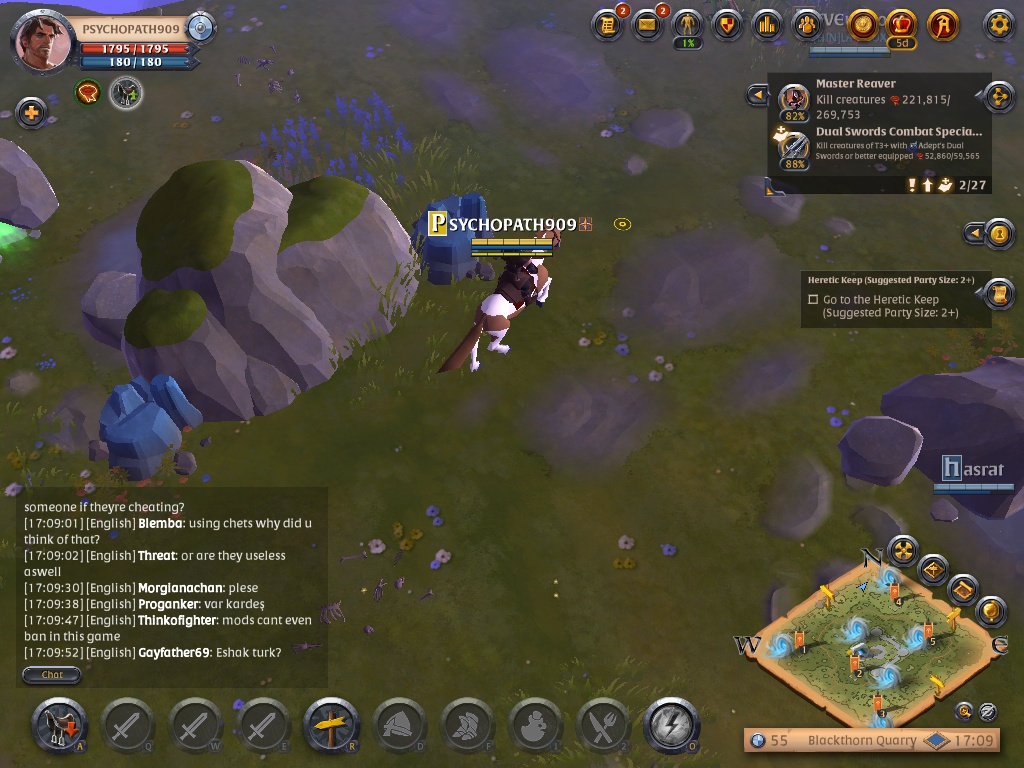 PSYCHOPATH909
1795/1795
180/180
2
2
1%
5d
Master Reaver
Kill creatures 221,815/
269,753
82%
Dual Swords Combat Specia...
Kill creatures of T3+ with Adept's Dual
Swords or better equipped 52,860/59,565
88%
2/27
PSYCHOPATH909
Heretic Keep (Suggested Party Size: 2+)
Go to the Heretic Keep
(Suggested Party Size: 2+)
hasrat
someone if theyre cheating?
[17:09:01] [English] Blemba: using chets why did u
think of that?
[17:09:02] [English] Threat: or are they useless
aswell
[17:09:30] [English] Morgianachan: plese
[17:09:38] [English] Proganker: var kardeş
[17:09:47] [English] Thinkofighter: mods cant even
ban in this game
[17:09:52] [English] Gayfather69: Eshak turk?
Chat
N
W
E
4
1
5
2
3
A
Q
W
E
R
D
F
1
2
O
55 Blackthorn Quarry 17:09